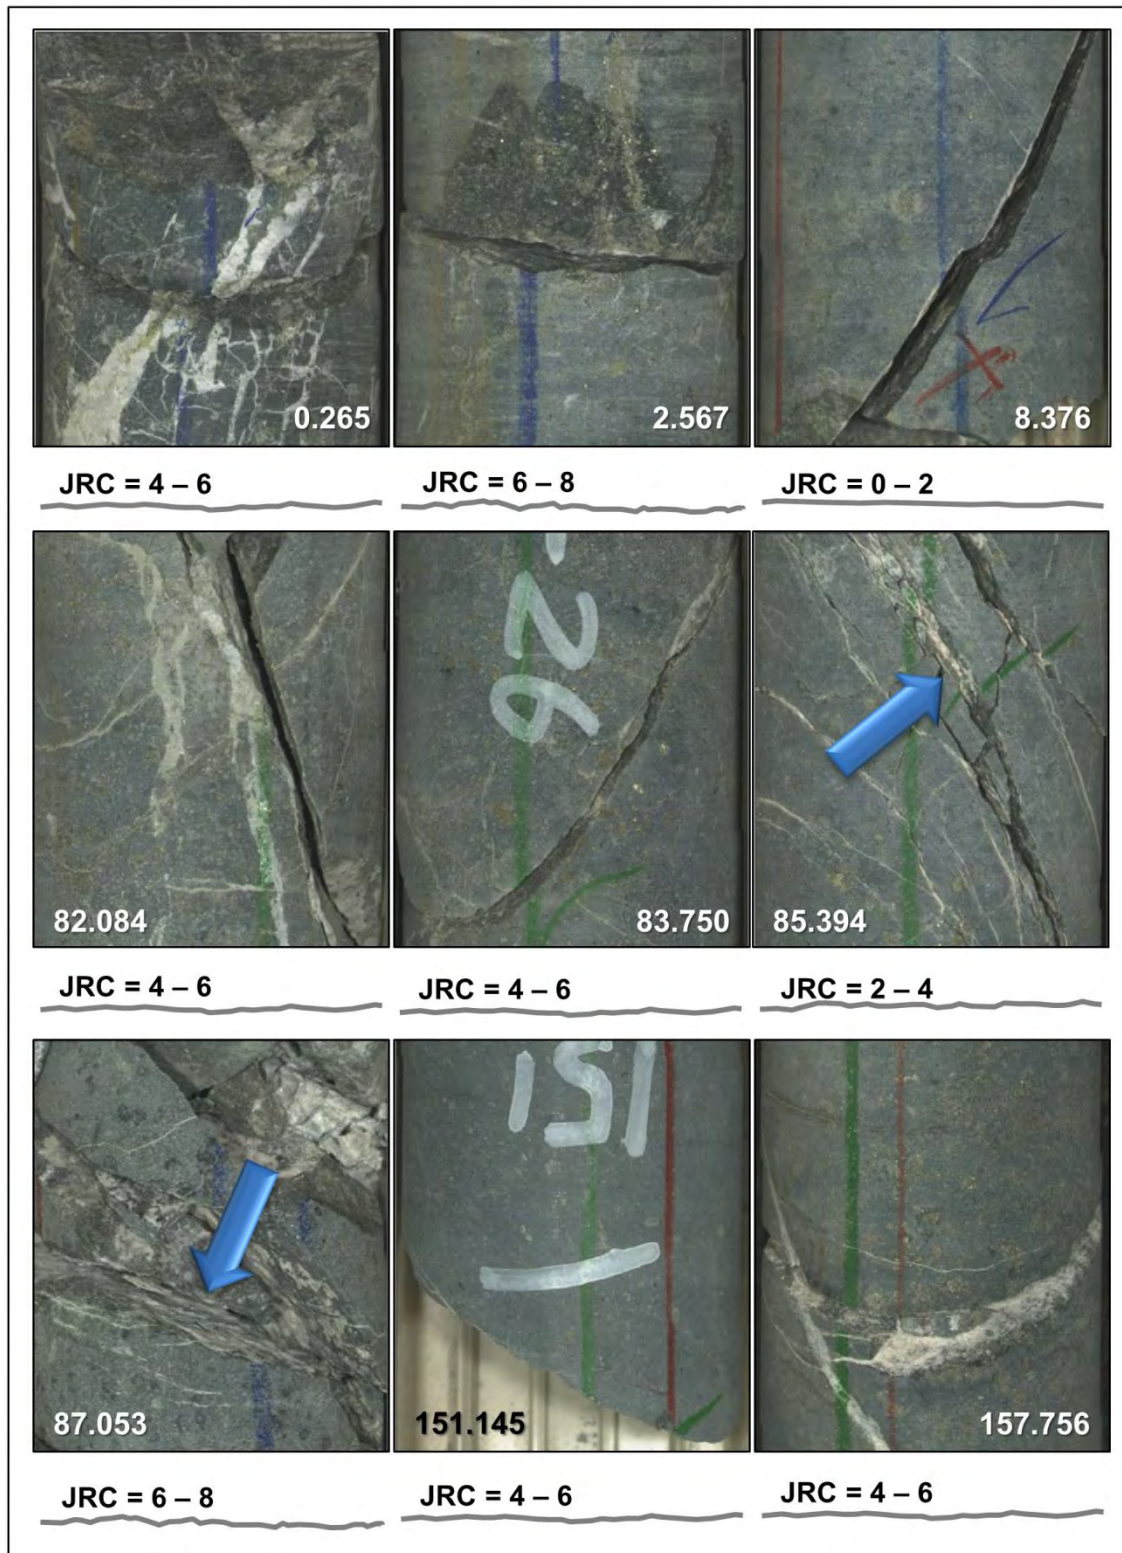 0.265
2.567
8.376
JRC = 4 – 6
JRC = 6 – 8
JRC = 0 – 2
82.084
83.750
85.394
JRC = 4 – 6
JRC = 4 – 6
JRC = 2 – 4
151
87.053
151.145
157.756
JRC = 6 – 8
JRC = 4 – 6
JRC = 4 – 6